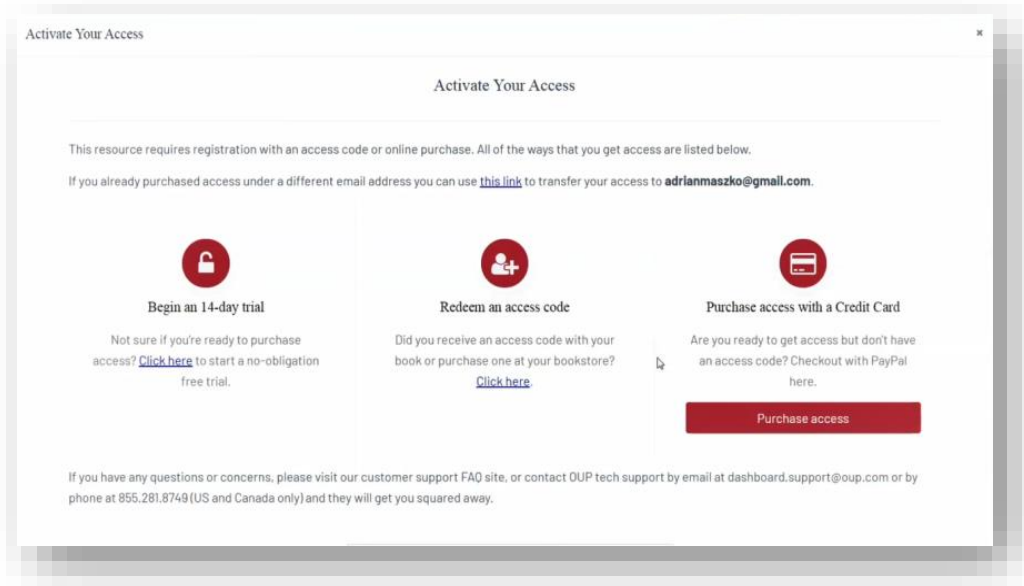 Activate Your Access
Activate Your Access
This resource requires registration with an access code or online purchase. All of the ways that you get access are listed below.
If you already purchased access under a different email address you can use this link to transfer your access to adrianmaszko@gmail.com.
Begin an 14-day trial
Not sure if you're ready to purchase
access? Click here to start a no-obligation
free trial.
Redeem an access code
Did you receive an access code with your
book or purchase one at your bookstore?
Click here.
Purchase access with a Credit Card
Are you ready to get access but don't have
an access code? Checkout with PayPal
here.
Purchase access
If you have any questions or concerns, please visit our customer support FAQ site, or contact OUP tech support by email at dashboard.support@oup.com or by
phone at 855.281.8749 (US and Canada only) and they will get you squared away.